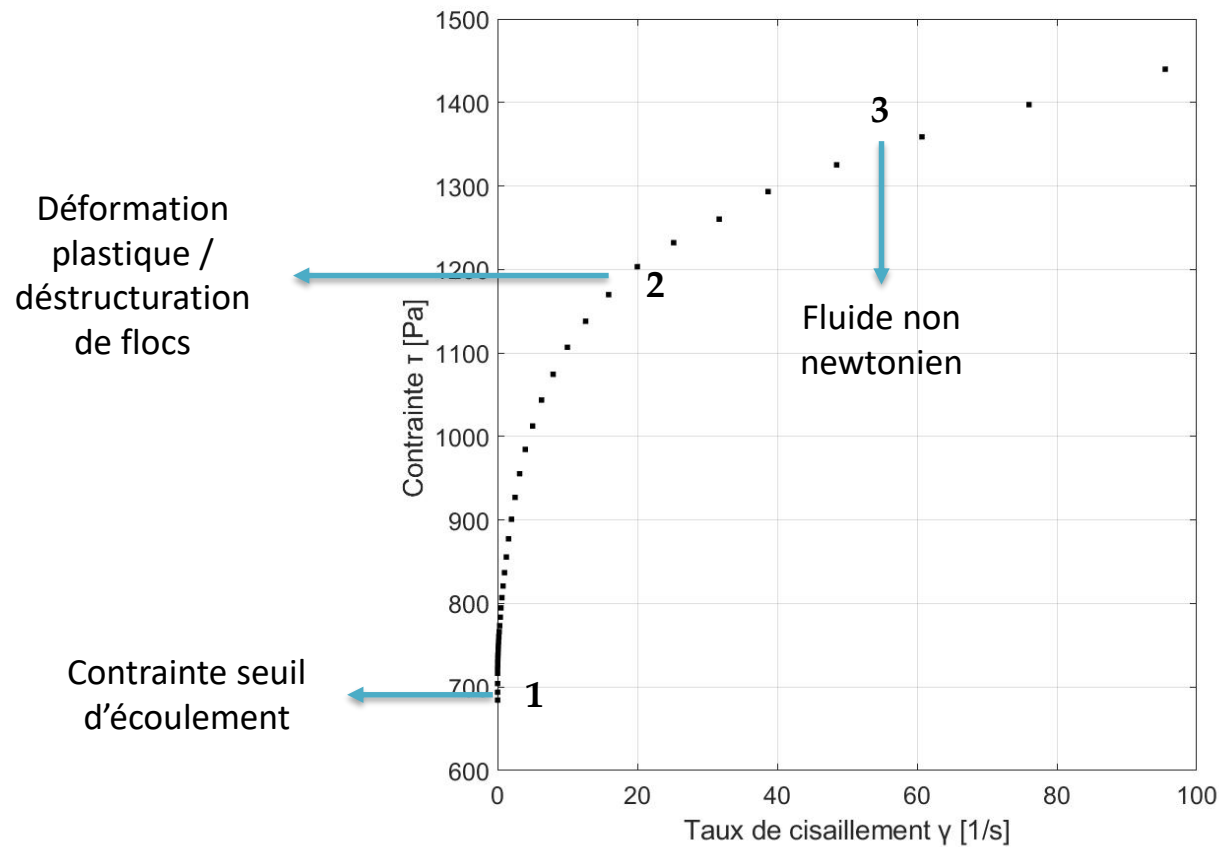 Déformation
plastique /
déstructuration
de flocs
Contrainte seuil
d’écoulement
Contrainte τ [Pa]
1500
1400
1300
1200
1100
1000
900
800
700
600
1
2
3
Fluide non
newtonien
0
20
40
60
80
100
Taux de cisaillement γ [1/s]